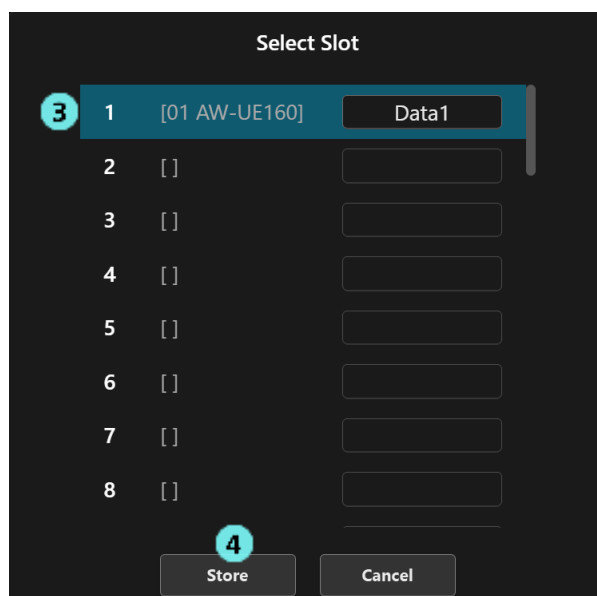 Select Slot
3 1 [01 AW-UE160] Data1
2 [ ]
3 [ ]
4 [ ]
5 [ ]
6 [ ]
7 [ ]
8 [ ]
4
Store Cancel